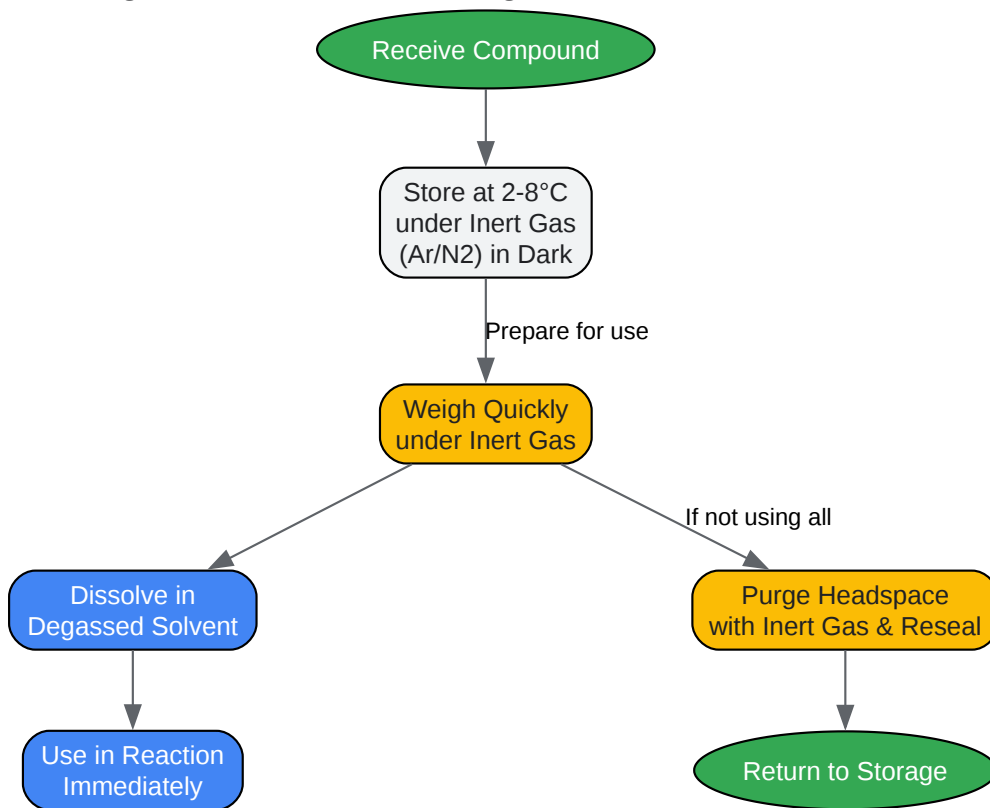 Receive Compound
Store at 2-8°C
under Inert Gas
(Ar/N2) in Dark
Prepare for use
Weigh Quickly
under Inert Gas
If not using all
Dissolve in
Degassed Solvent
Purge Headspace
with Inert Gas & Reseal
Use in Reaction
Immediately
Return to Storage